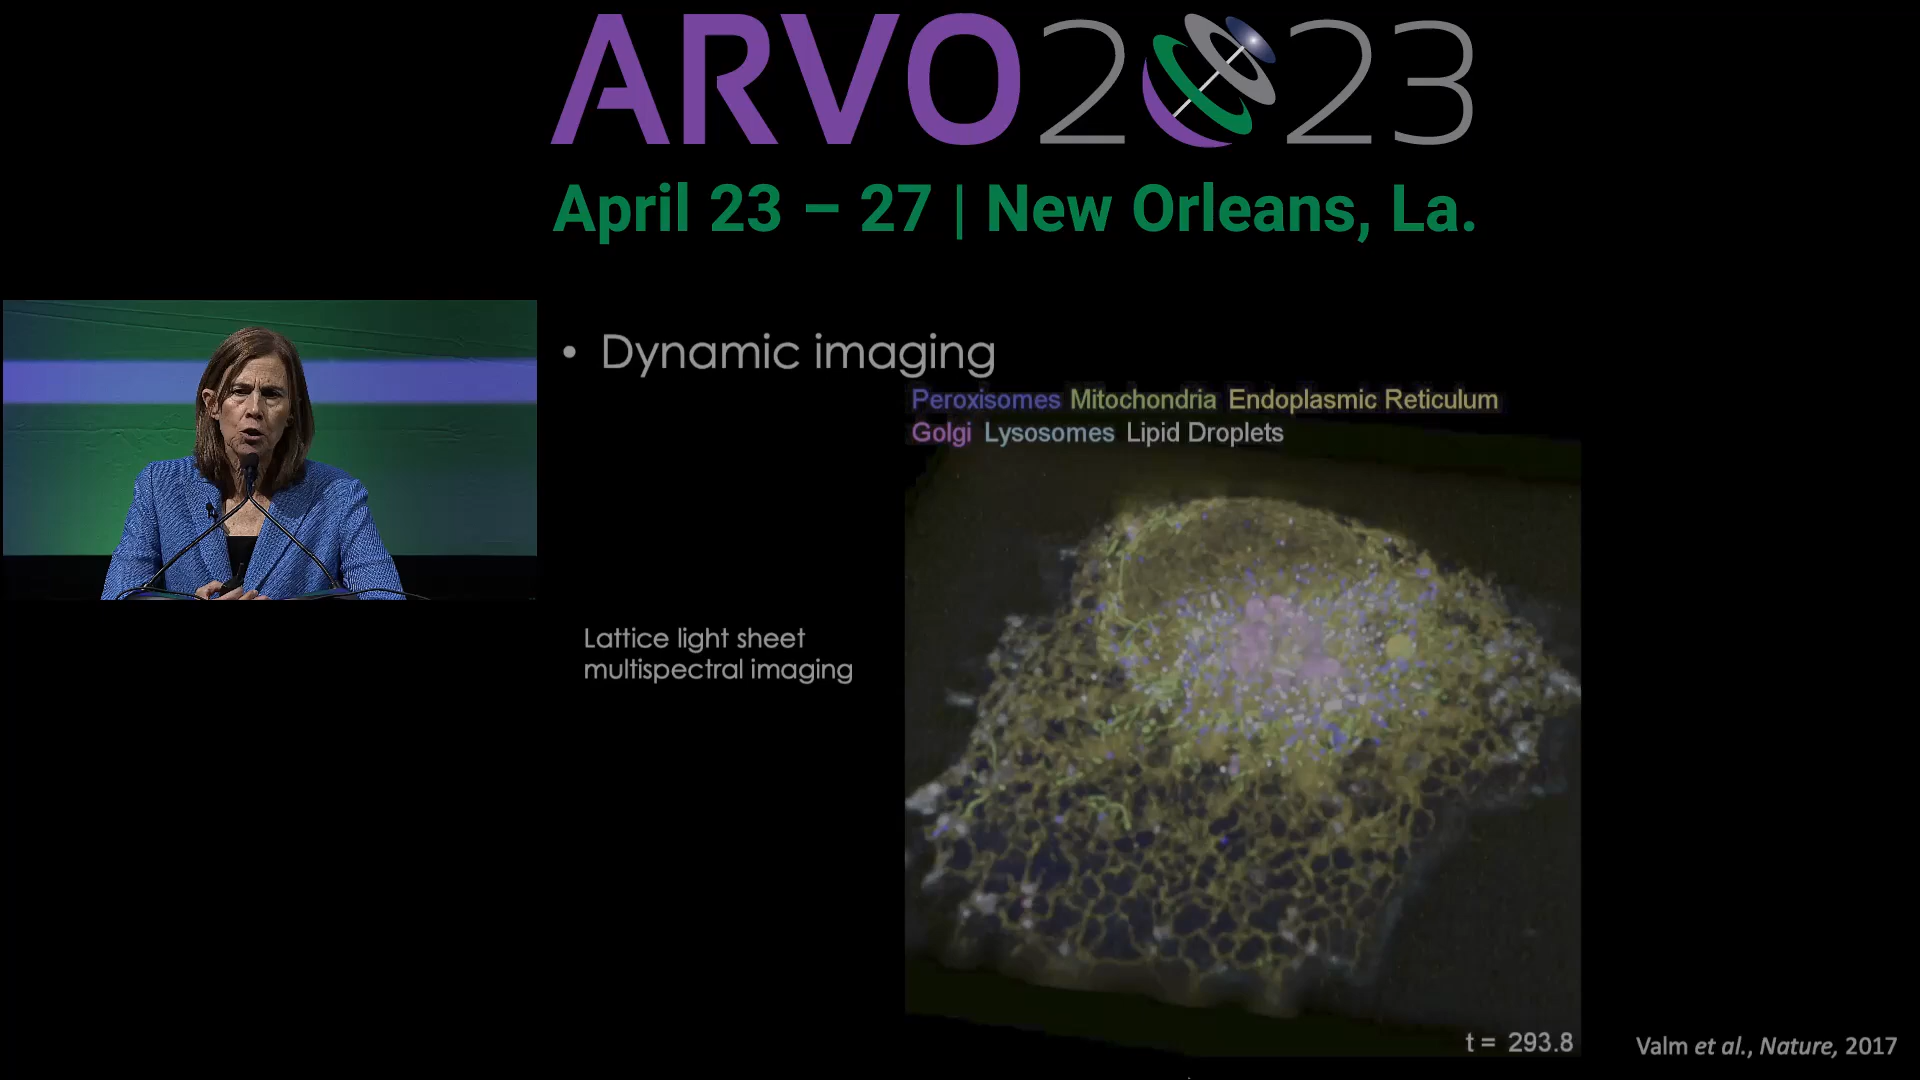 ARVO2023
April 23 – 27 | New Orleans, La.
• Dynamic imaging
Peroxisomes Mitochondria Endoplasmic Reticulum
Golgi Lysosomes Lipid Droplets
Lattice light sheet
multispectral imaging
t = 293.8
Valm et al., Nature, 2017